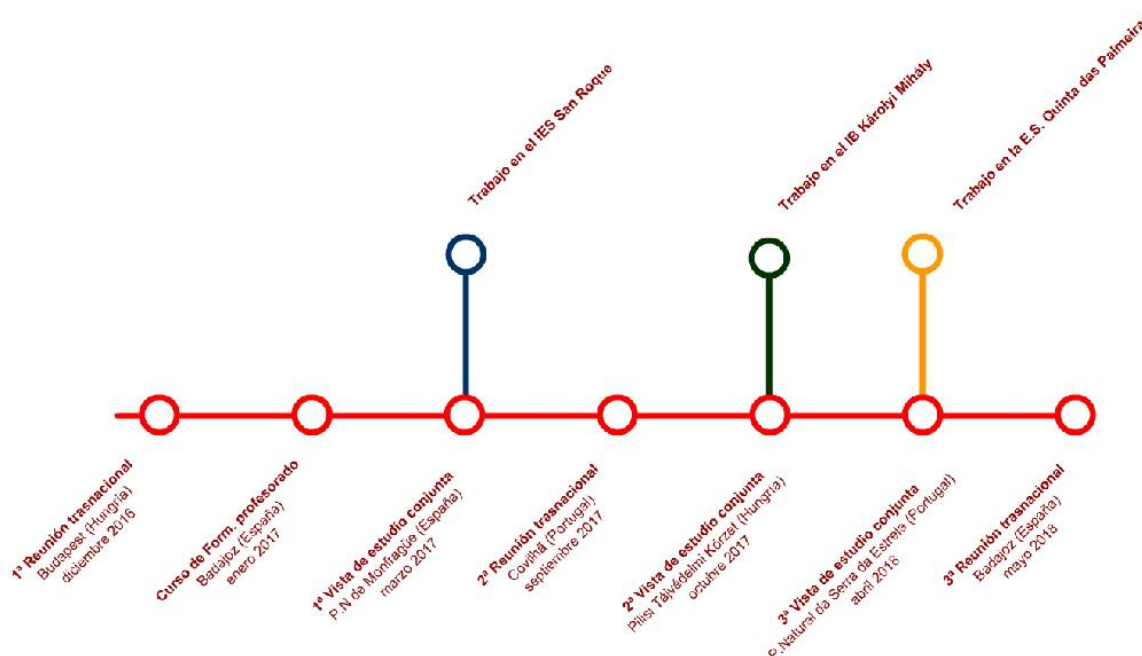 Trabajo en el IES San Roque
Trabajo en el IB Károlyi Mihály
Trabajo en la E.S. Quinta das Palmeira
1ª Reunión trasnacional
Budapest (Hungría)
diciembre 2016
Curso de Form. profesorado
Badajoz (España)
enero 2017
1ª Vista de estudio conjunta
P.N de Monfragüe (España)
marzo 2017
2ª Reunión trasnacional
Covilhã (Portugal)
septiembre 2017
2ª Vista de estudio conjunta
Pilisi Tájvédelmi Körzet (Hungría)
octubre 2017
3ª Vista de estudio conjunta
P.Natural da Serra da Estrela (Portugal)
abril 2018
3ª Reunión trasnacional
Badajoz (España)
mayo 2018